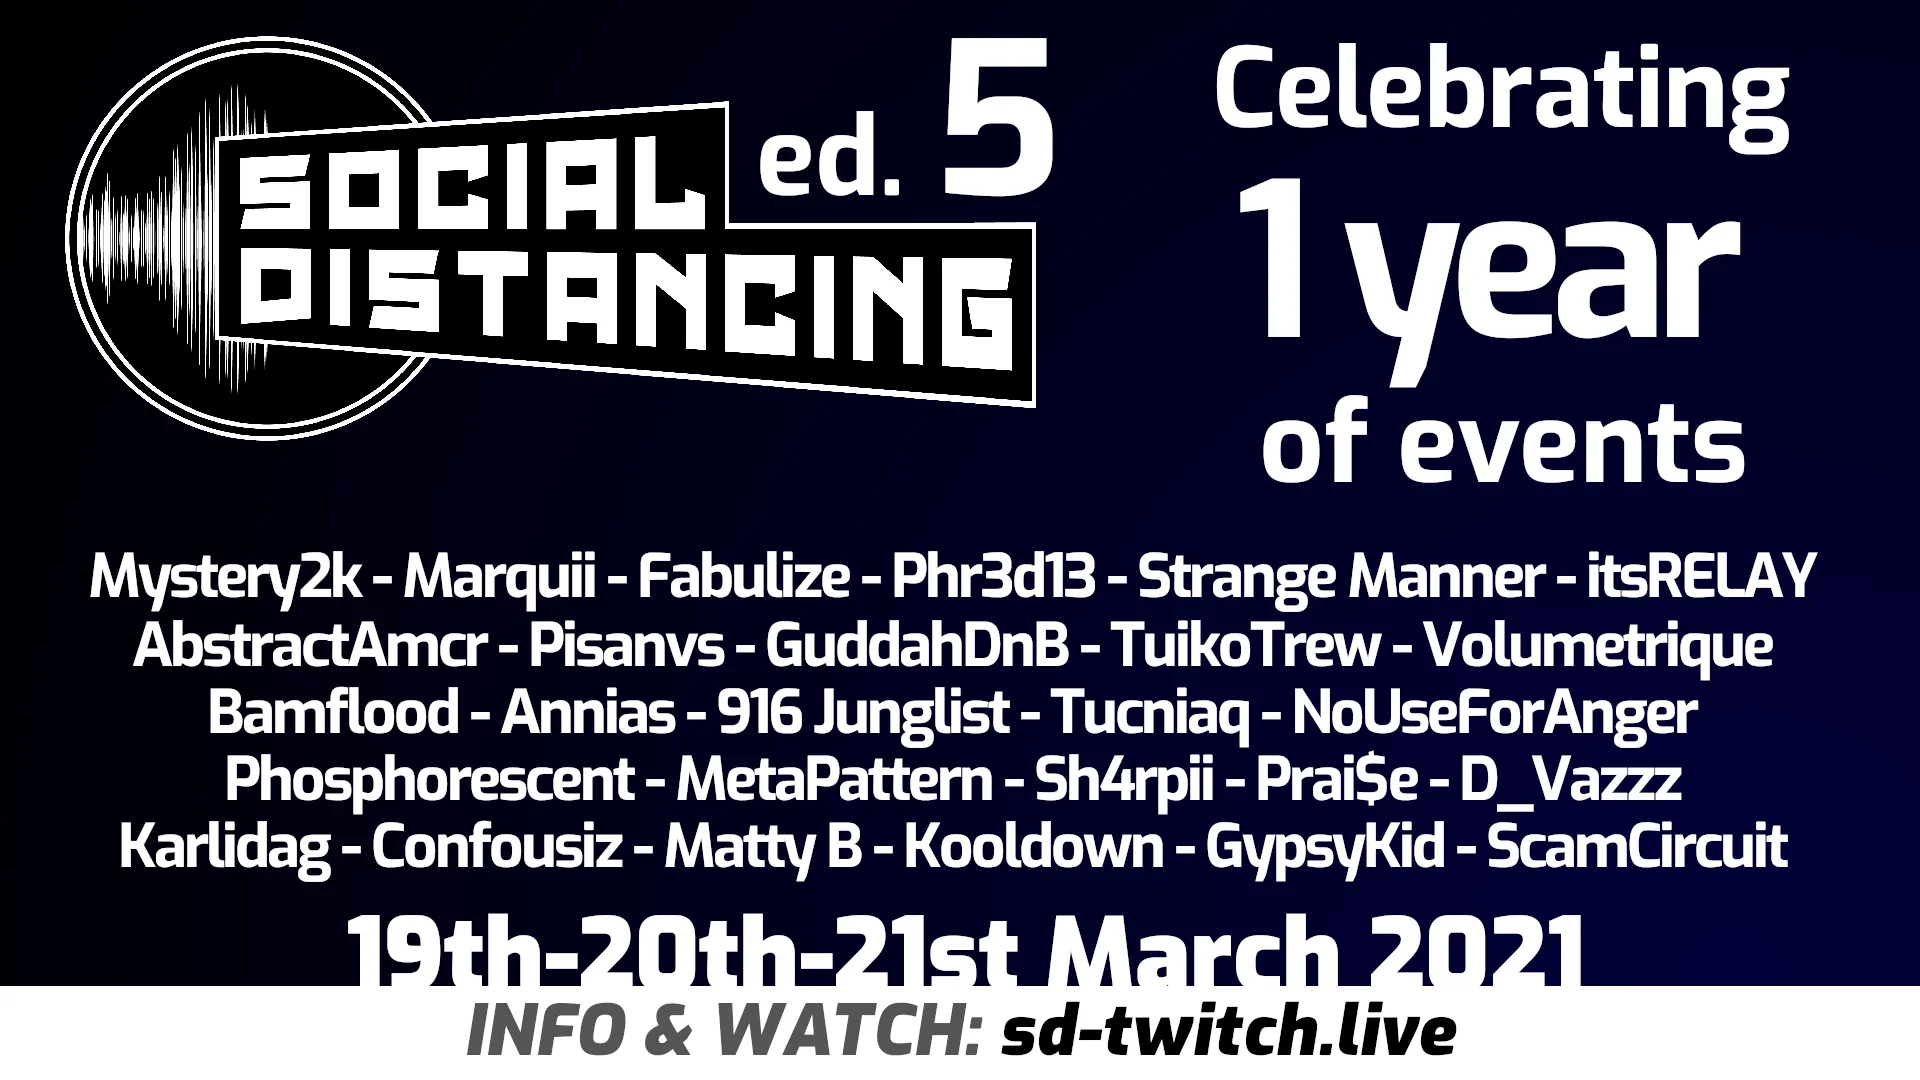 SOCIAL
DISTANCING
ed. 5
Celebrating
1 year
of events
Mystery2k - Marquii - Fabulize - Phr3d13 - Strange Manner - itsRELAY
AbstractAmcr - Pisanvs - GuddahDnB - TuikoTrew - Volumetrique
Bamflood - Annias - 916 Junglist - Tucniaq - NoUseForAnger
Phosphorescent - MetaPattern - Sh4rpii - Prai$e - D_Vazzz
Karlidag - Confousiz - Matty B - Kooldown - GypsyKid - ScamCircuit
19th-20th-21st March 2021
INFO & WATCH: sd-twitch.live